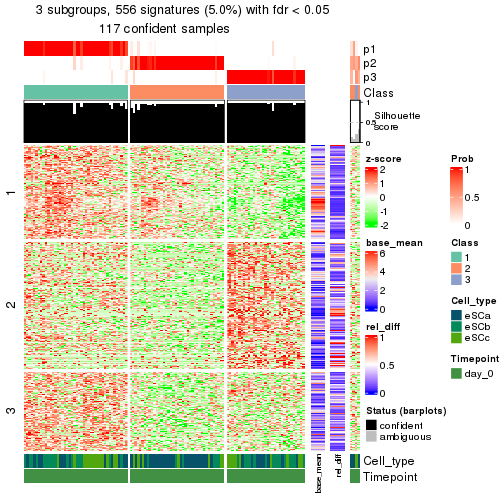 3 subgroups, 556 signatures (5.0%) with fdr < 0.05
117 confident samples
p1
p2
p3
Class
1
0.5
0
Silhouette
score
1
2
3
z-score
2
1
0
-1
-2
Prob
1
0.5
0
base_mean
6
4
2
0
Class
1
2
3
Cell_type
eSCa
eSCb
eSCc
rel_diff
1
0.5
0
Timepoint
day_0
Status (barplots)
confident
ambiguous
Cell_type
Timepoint
base_mean
rel_diff